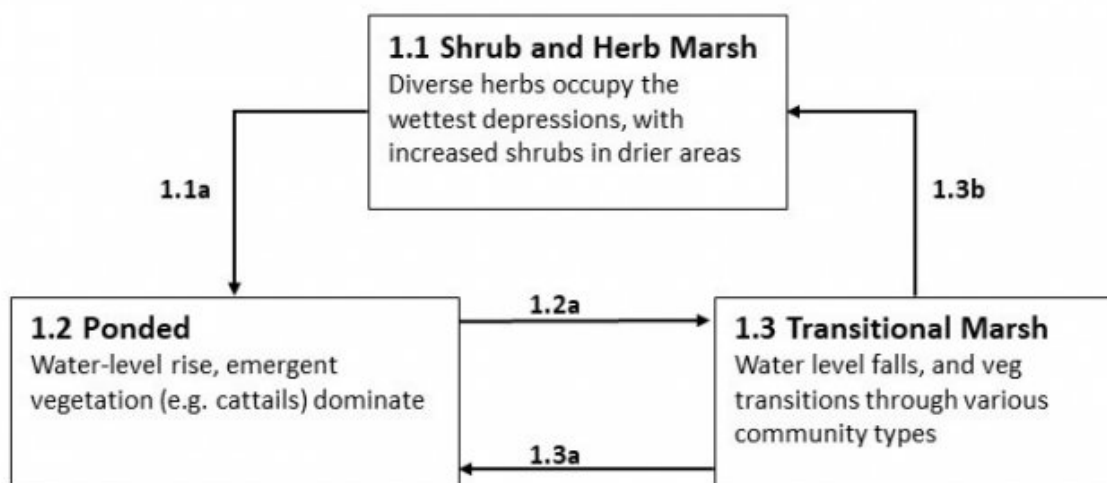 1.1 Shrub and Herb Marsh
Diverse herbs occupy the
wettest depressions, with
increased shrubs in drier areas
1.1a
1.3b
1.2 Ponded
Water-level rise, emergent
vegetation (e.g. cattails) dominate
1.2a
1.3a
1.3 Transitional Marsh
Water level falls, and veg
transitions through various
community types